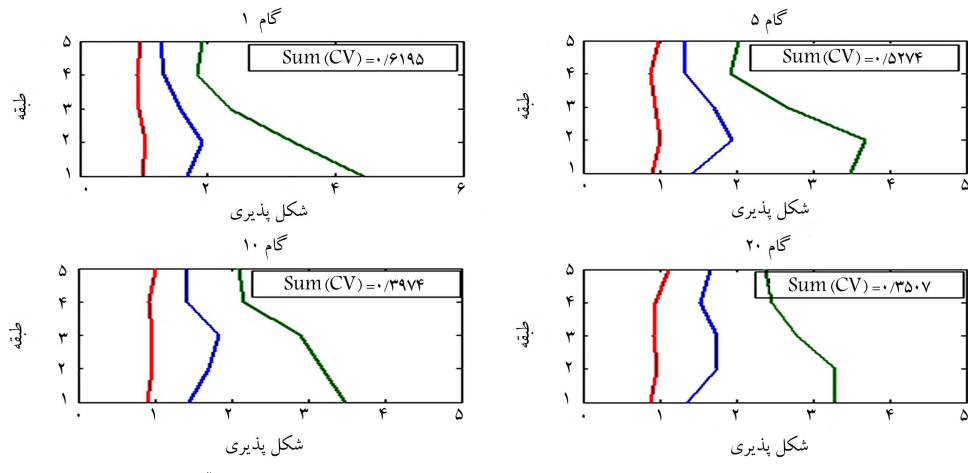 گام ۱
Sum (CV) = ۰/۶۱۹۵
طبقه
۵
۴
۳
۲
۱
۰ ۲ ۴ ۶
شکل پذیری
گام ۵
Sum (CV) = ۰/۵۲۷۴
طبقه
۵
۴
۳
۲
۱
۰ ۱ ۲ ۳ ۴ ۵
شکل پذیری
گام ۱۰
Sum (CV) = ۰/۳۹۷۴
طبقه
۵
۴
۳
۲
۱
۰ ۱ ۲ ۳ ۴ ۵
شکل پذیری
گام ۲۰
Sum (CV) = ۰/۳۵۰۷
طبقه
۵
۴
۳
۲
۱
۰ ۱ ۲ ۳ ۴ ۵
شکل پذیری